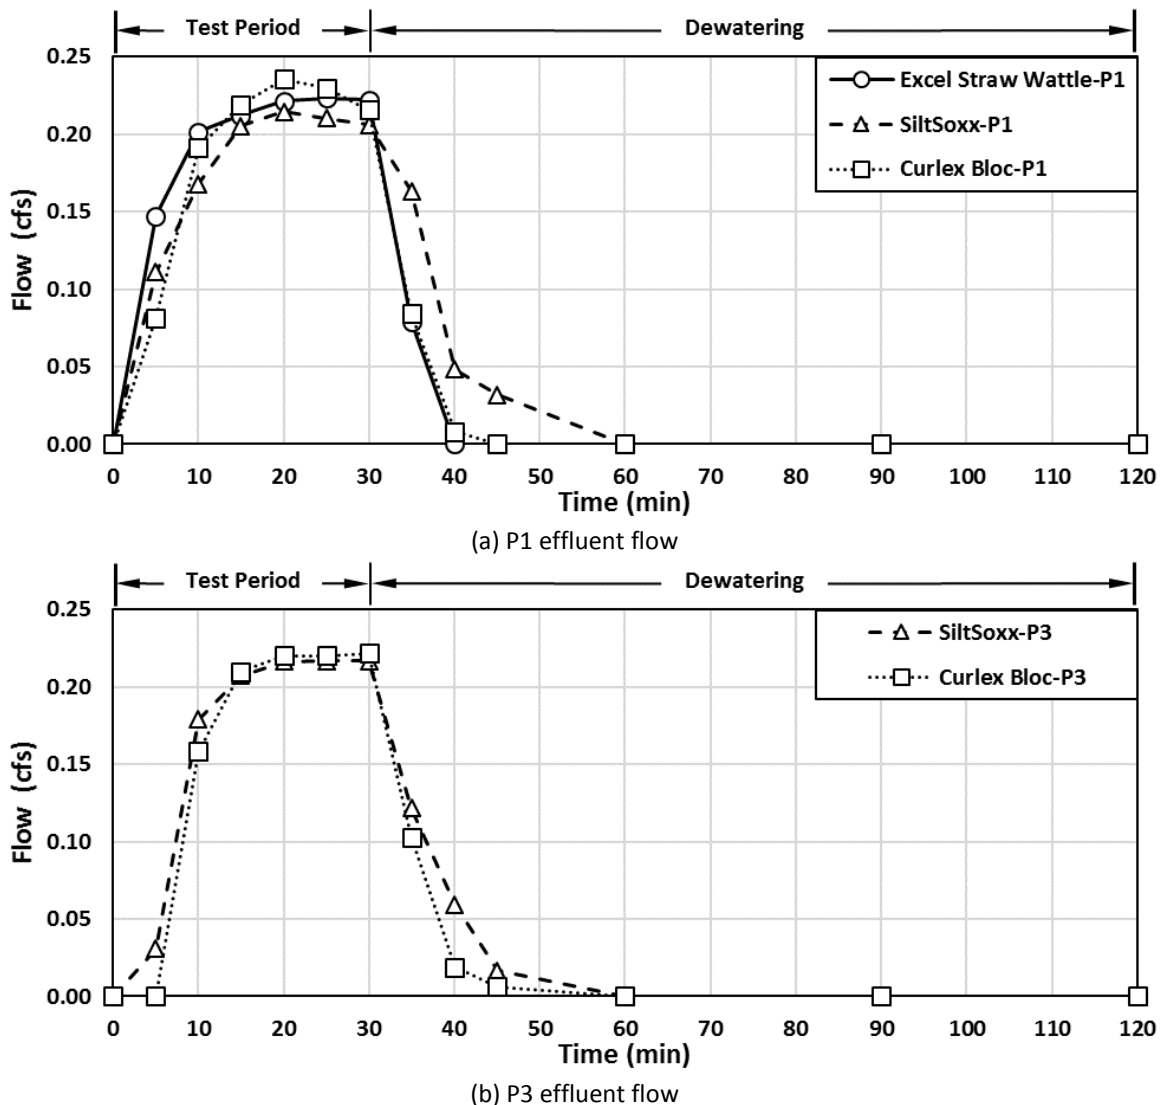 Test Period Dewatering
0.25
0.20
0.15
0.10
0.05
0.00
Flow (cfs)
Excel Straw Wattle-P1
SiltSoxx-P1
Curlex Bloc-P1
0 10 20 30 40 50 60 70 80 90 100 110 120
Time (min)
(a) P1 effluent flow
Test Period Dewatering
0.25
0.20
0.15
0.10
0.05
0.00
Flow (cfs)
SiltSoxx-P3
Curlex Bloc-P3
0 10 20 30 40 50 60 70 80 90 100 110 120
Time (min)
(b) P3 effluent flow